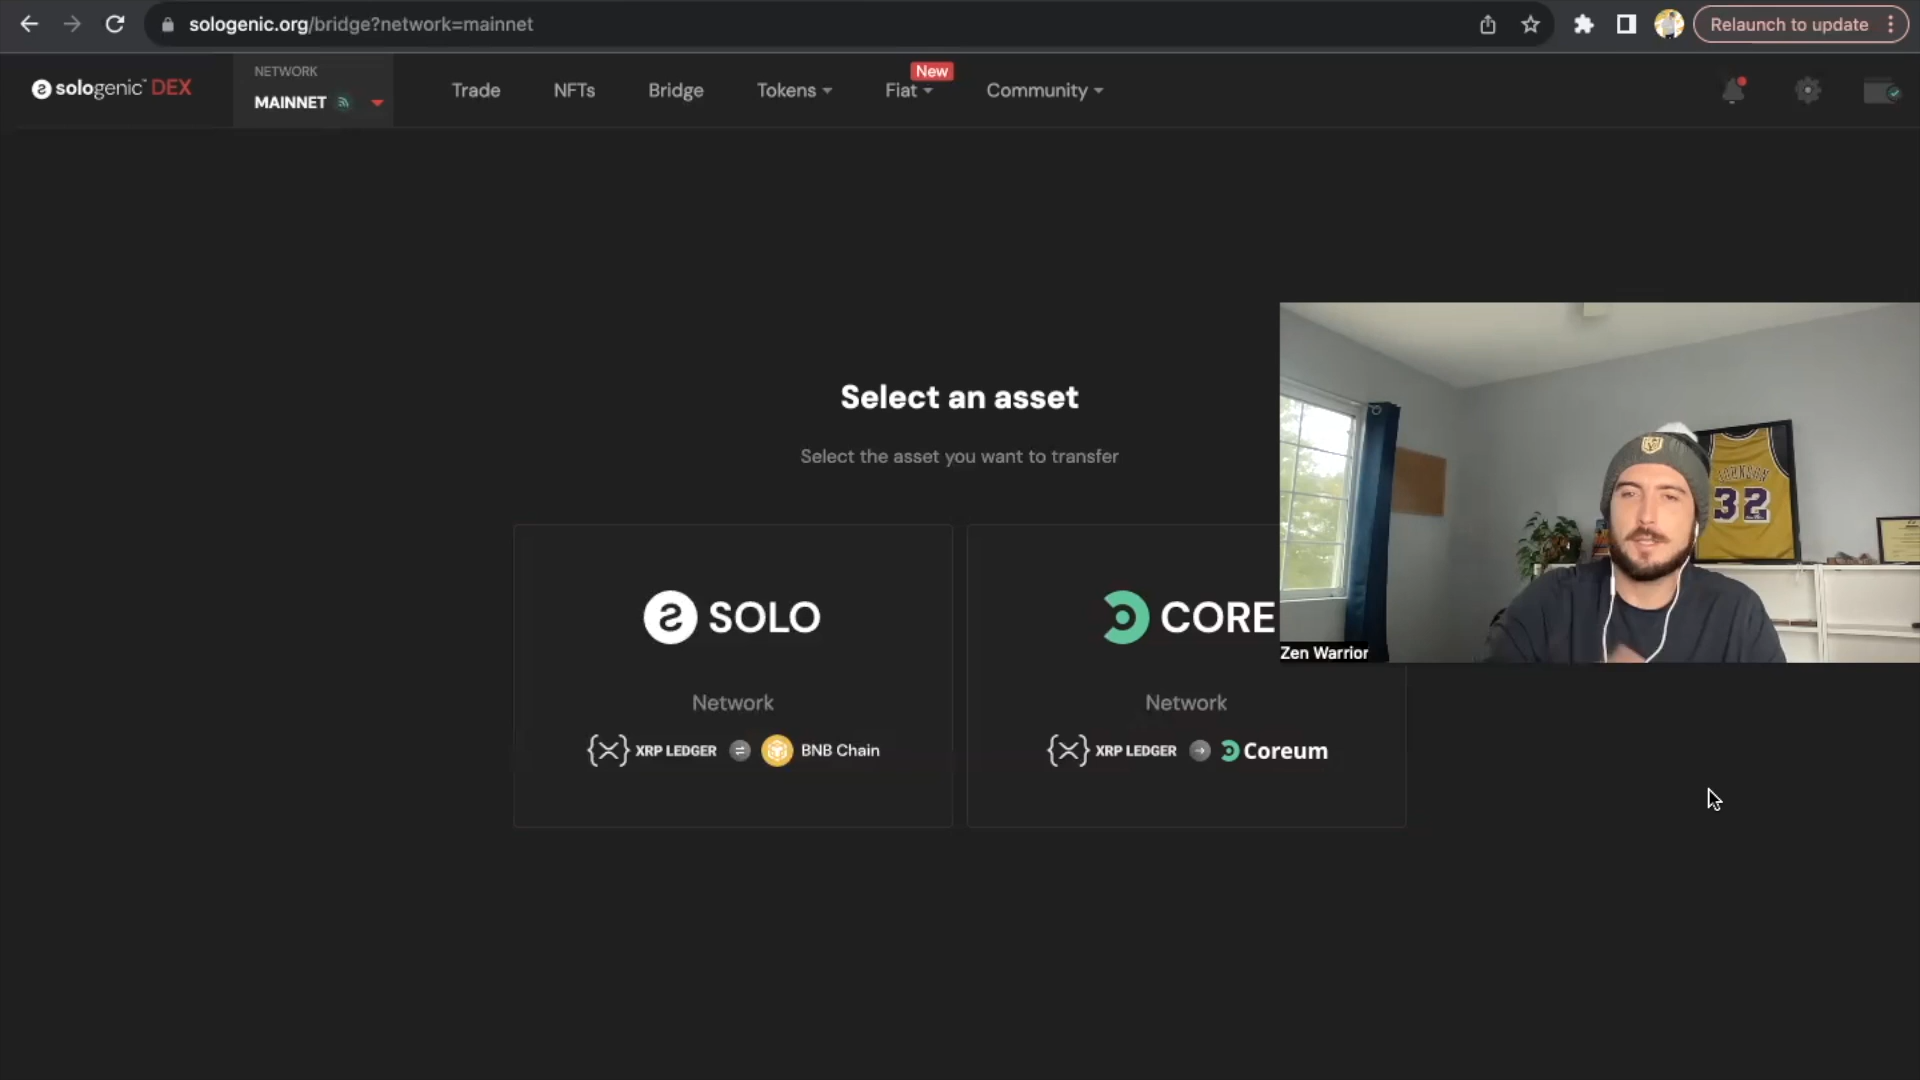 sologenic.org/bridge?network=mainnet
Relaunch to update
sologenic™ DEX
NETWORK
MAINNET
Trade
NFTs
Bridge
Tokens
Fiat
New
Community
Select an asset
Select the asset you want to transfer
SOLO
Network
XRP LEDGER
BNB Chain
CORE
Network
XRP LEDGER
Coreum
JOHNSON
32
Zen Warrior